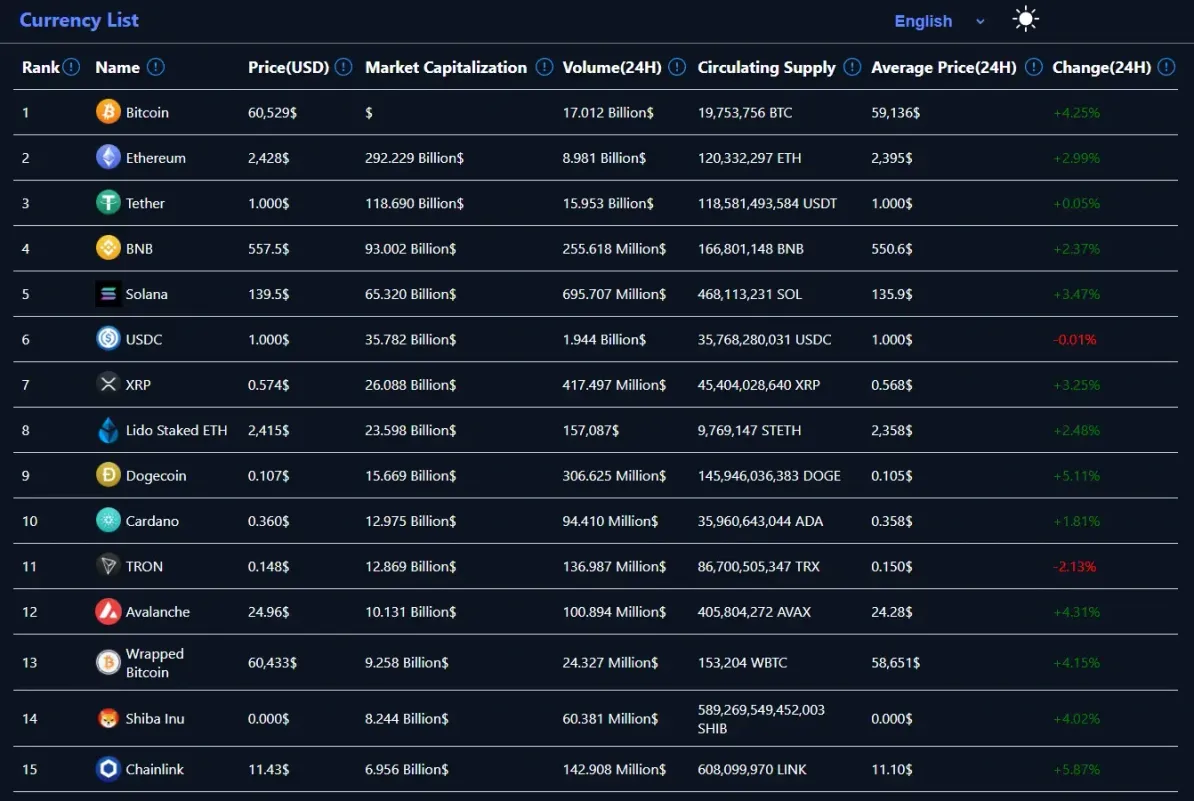 Currency List English
Rank Name Price(USD) Market Capitalization Volume(24H) Circulating Supply Average Price(24H) Change(24H)
1 Bitcoin 60,529$ $ 17.012 Billion$ 19,753,756 BTC 59,136$ +4.25%
2 Ethereum 2,428$ 292.229 Billion$ 8.981 Billion$ 120,332,297 ETH 2,395$ +2.99%
3 Tether 1.000$ 118.690 Billion$ 15.953 Billion$ 118,581,493,584 USDT 1.000$ +0.05%
4 BNB 557.5$ 93.002 Billion$ 255.618 Million$ 166,801,148 BNB 550.6$ +2.37%
5 Solana 139.5$ 65.320 Billion$ 695.707 Million$ 468,113,231 SOL 135.9$ +3.47%
6 USDC 1.000$ 35.782 Billion$ 1.944 Billion$ 35,768,280,031 USDC 1.000$ -0.01%
7 XRP 0.574$ 26.088 Billion$ 417.497 Million$ 45,404,028,640 XRP 0.568$ +3.25%
8 Lido Staked ETH 2,415$ 23.598 Billion$ 157,087$ 9,769,147 STETH 2,358$ +2.48%
9 Dogecoin 0.107$ 15.669 Billion$ 306.625 Million$ 145,946,036,383 DOGE 0.105$ +5.11%
10 Cardano 0.360$ 12.975 Billion$ 94.410 Million$ 35,960,643,044 ADA 0.358$ +1.81%
11 TRON 0.148$ 12.869 Billion$ 136.987 Million$ 86,700,505,347 TRX 0.150$ -2.13%
12 Avalanche 24.96$ 10.131 Billion$ 100.894 Million$ 405,804,272 AVAX 24.28$ +4.31%
13 Wrapped
Bitcoin 60,433$ 9.258 Billion$ 24.327 Million$ 153,204 WBTC 58,651$ +4.15%
14 Shiba Inu 0.000$ 8.244 Billion$ 60.381 Million$ 589,269,549,452,003
SHIB 0.000$ +4.02%
15 Chainlink 11.43$ 6.956 Billion$ 142.908 Million$ 608,099,970 LINK 11.10$ +5.87%